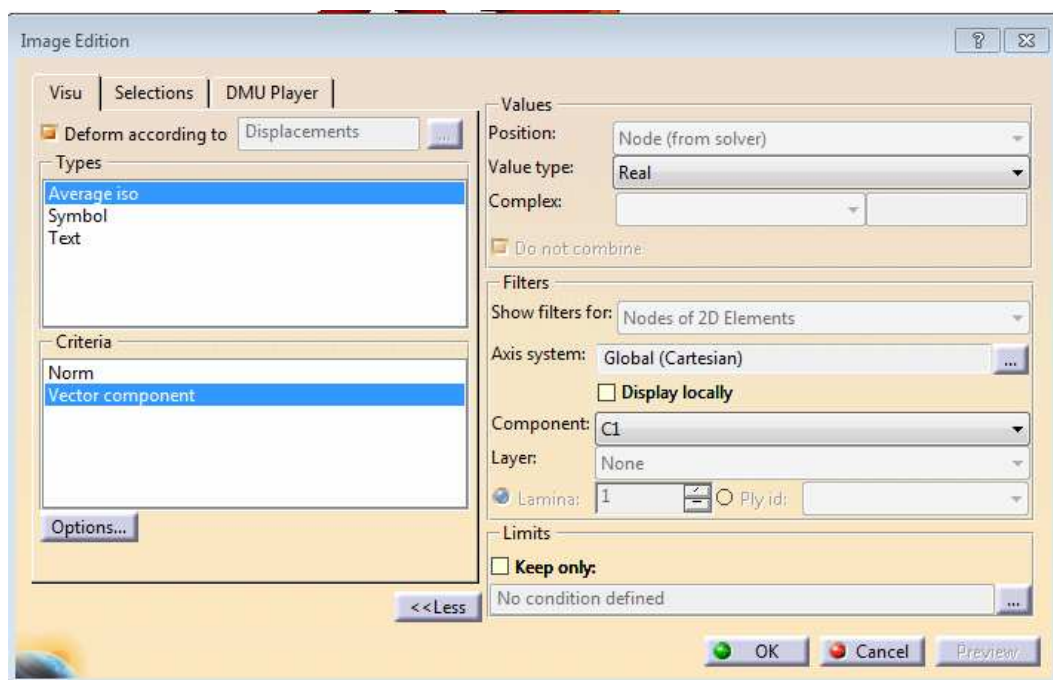 Image Edition
Visu
Selections
DMU Player
Deform according to
Displacements
...
Types
Average iso
Symbol
Text
Criteria
Norm
Vector component
Options...
<<Less
Values
Position:
Node (from solver)
Value type:
Real
Complex:
Do not combine
Filters
Show filters for:
Nodes of 2D Elements
Axis system:
Global (Cartesian)
...
Display locally
Component:
C1
Layer:
None
Lamina:
1
Ply id:
Limits
Keep only:
No condition defined
...
OK
Cancel
Preview